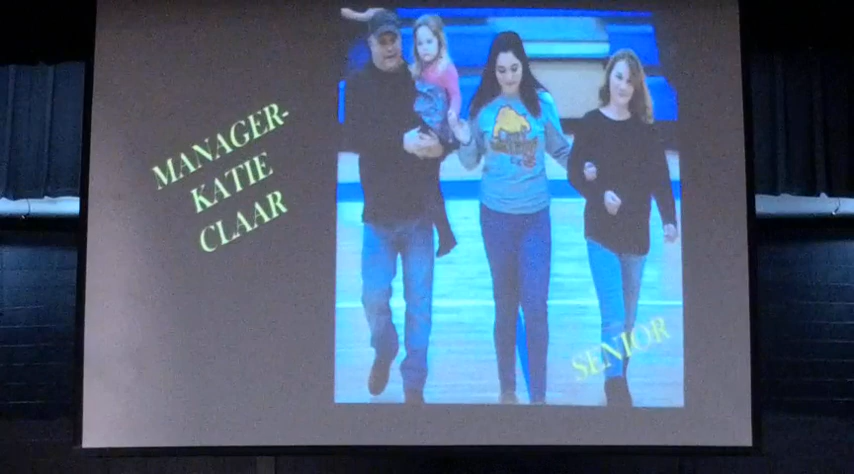 MANAGER-
KATIE
CLAAR
SENIOR